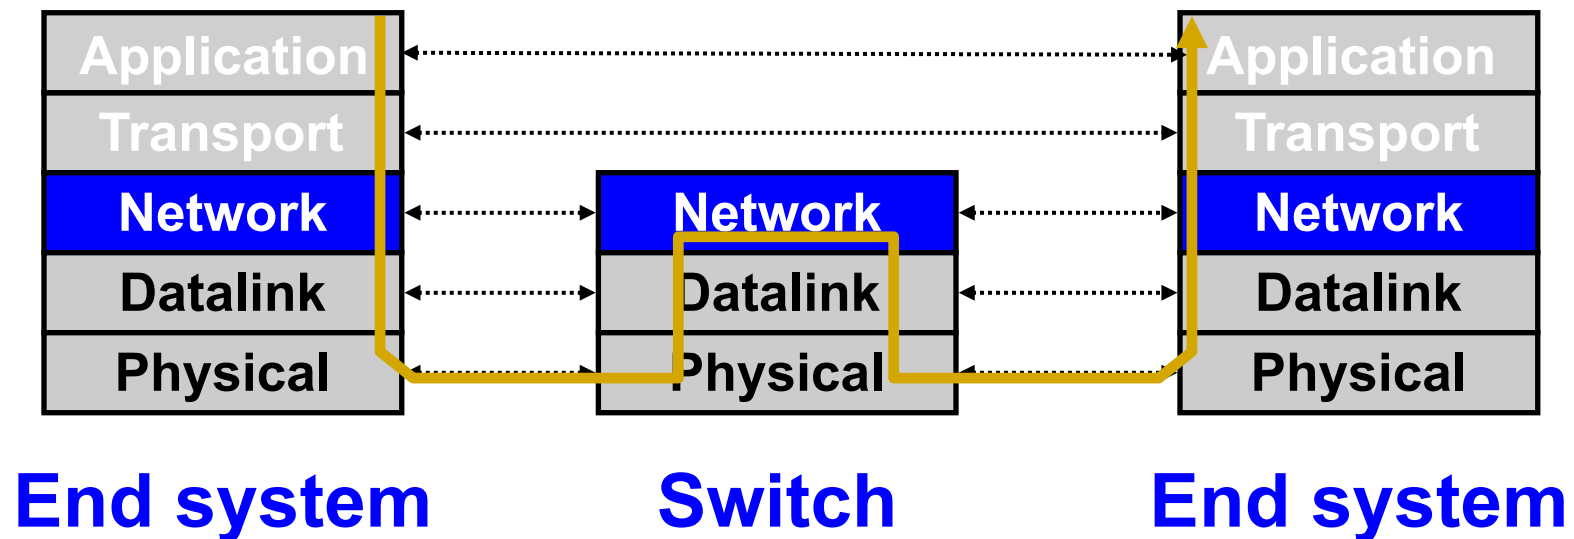 Application
Transport
Network
Datalink
Physical
End system
Network
Datalink
Physical
Switch
Application
Transport
Network
Datalink
Physical
End system